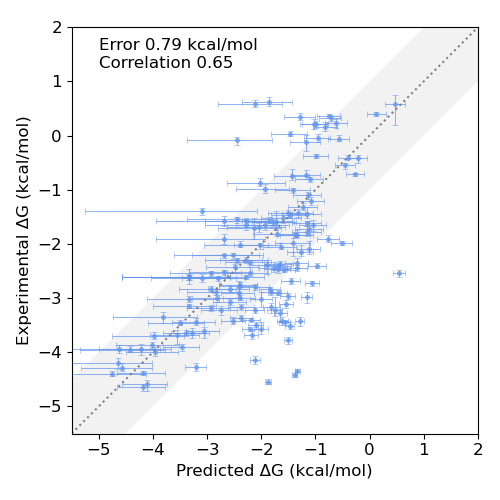 Error 0.79 kcal/mol
Correlation 0.65
Experimental ΔG (kcal/mol)
2
1
0
−1
−2
−3
−4
−5
−5 −4 −3 −2 −1 0 1 2
Predicted ΔG (kcal/mol)